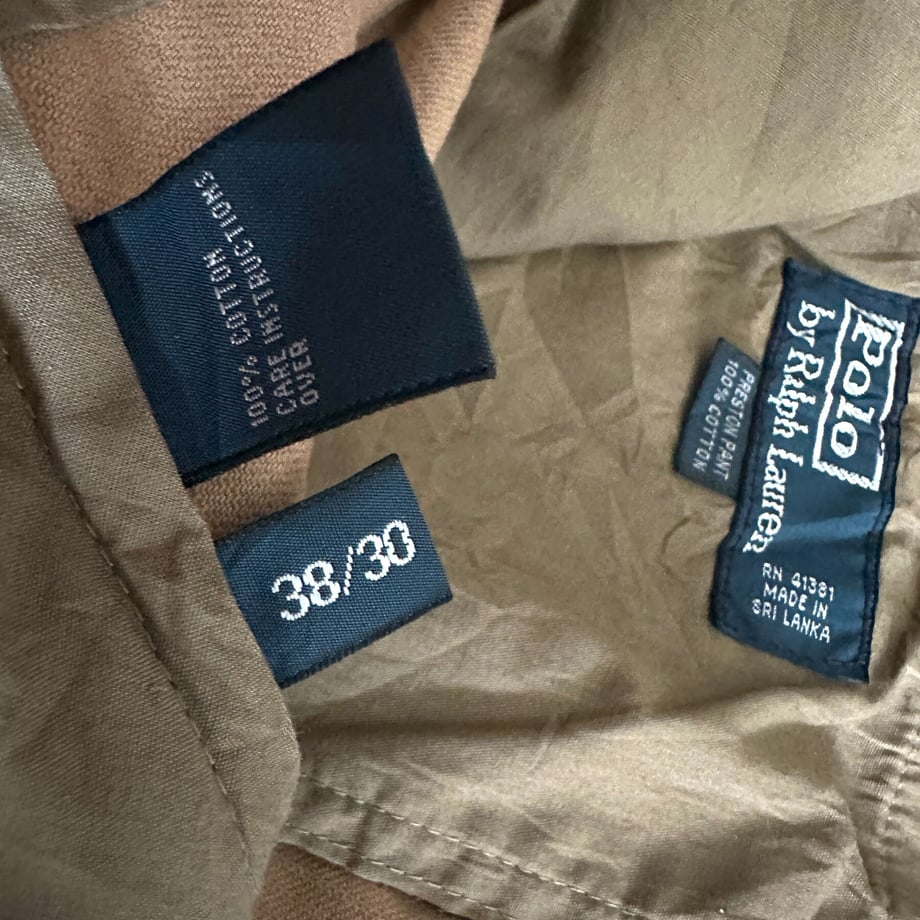 100% COTTON
CARE INSTRUCTIONS
OVER
38/30
PRESTON PANT
100% COTTON
Polo
by Ralph Lauren
RN 41381
MADE IN
SRI LANKA